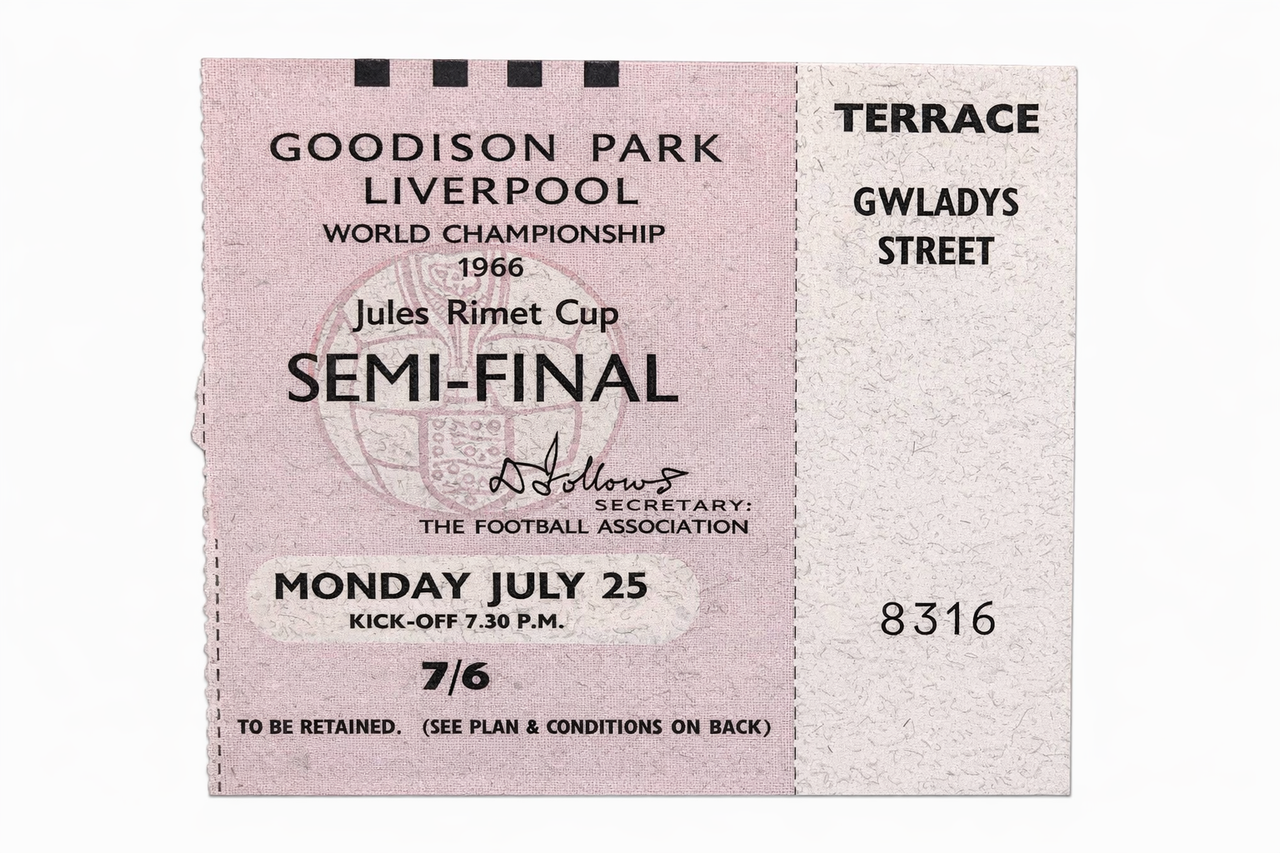 GOODISON PARK
LIVERPOOL
WORLD CHAMPIONSHIP
1966
Jules Rimet Cup
SEMI-FINAL
D Follows
SECRETARY:
THE FOOTBALL ASSOCIATION
MONDAY JULY 25
KICK-OFF 7.30 P.M.
7/6
TO BE RETAINED. (SEE PLAN & CONDITIONS ON BACK)
TERRACE
GWLADYS
STREET
8316